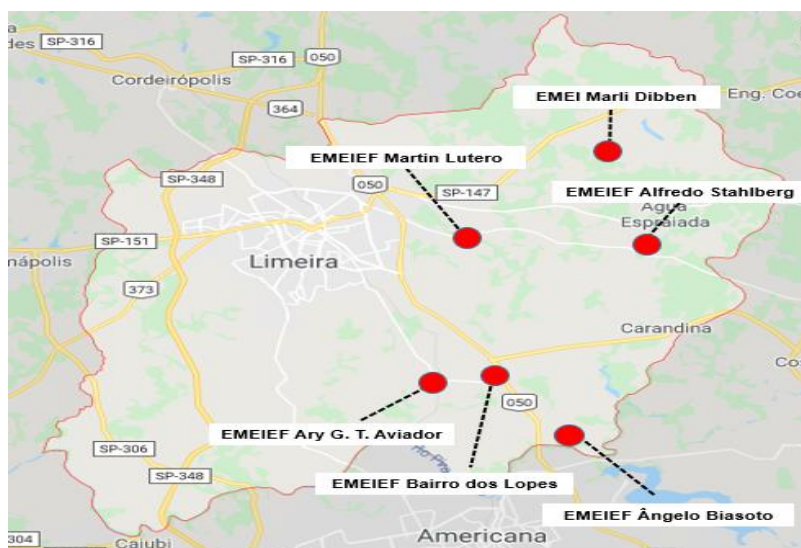 SP-316
des
SP-316
050
Cordeirópolis
364
EMEI Marli Dibben
Eng. Coe
EMEIEF Martin Lutero
SP-348
050
SP-147
EMEIEF Alfredo Stahlberg
Agua
Espraiada
SP-151
Limeira
nápolis
373
Carandina
Co
050
EMEIEF Ary G. T. Aviador
SP-306
SP-348
EMEIEF Bairro dos Lopes
EMEIEF Ângelo Biasoto
304
Caiubi
Americana